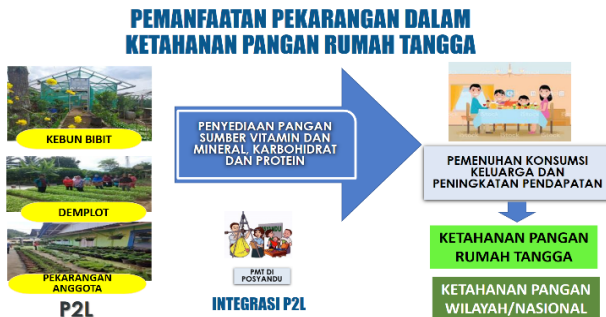 PEMANFAATAN PEKARANGAN DALAM
KETAHANAN PANGAN RUMAH TANGGA
KEBUN BIBIT
DEMPLOT
PEKARANGAN
ANGGOTA
P2L
PENYEDIAAN PANGAN
SUMBER VITAMIN DAN
MINERAL, KARBOHIDRAT
DAN PROTEIN
PMT DI
POSYANDU
INTEGRASI P2L
PEMENUHAN KONSUMSI
KELUARGA DAN
PENINGKATAN PENDAPATAN
KETAHANAN PANGAN
RUMAH TANGGA
KETAHANAN PANGAN
WILAYAH/NASIONAL